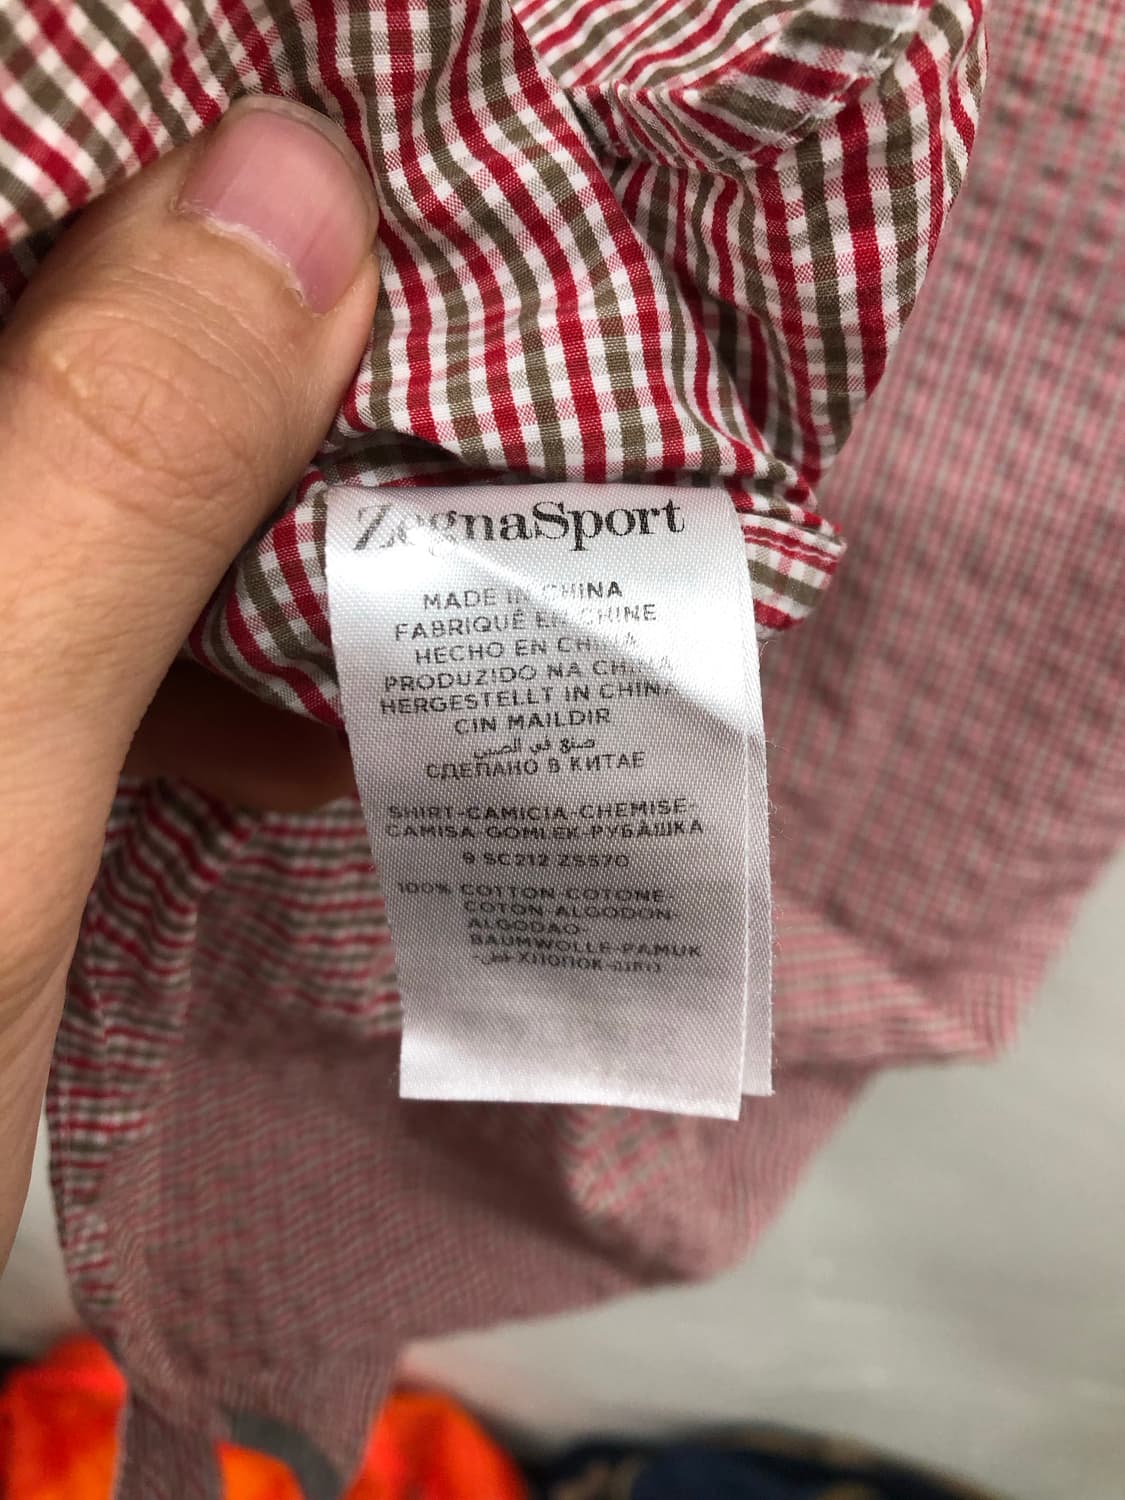 ZegnaSport
MADE IN CHINA
FABRIQUÉ EN CHINE
HECHO EN CHINA
PRODUZIDO NA CHINA
HERGESTELLT IN CHINA
CIN MAILDIR
صنع في الصين
СДЕЛАНО В КИТАЕ
SHIRT-CAMICIA-CHEMISE-
CAMISA-GOMLEK-РУБАШКА
9 SC212 ZS570
100% COTTON-COTONE-
COTON-ALGODON-
ALGODAO-
BAUMWOLLE-PAMUK
-قطن-ХЛОПОК-כותנה